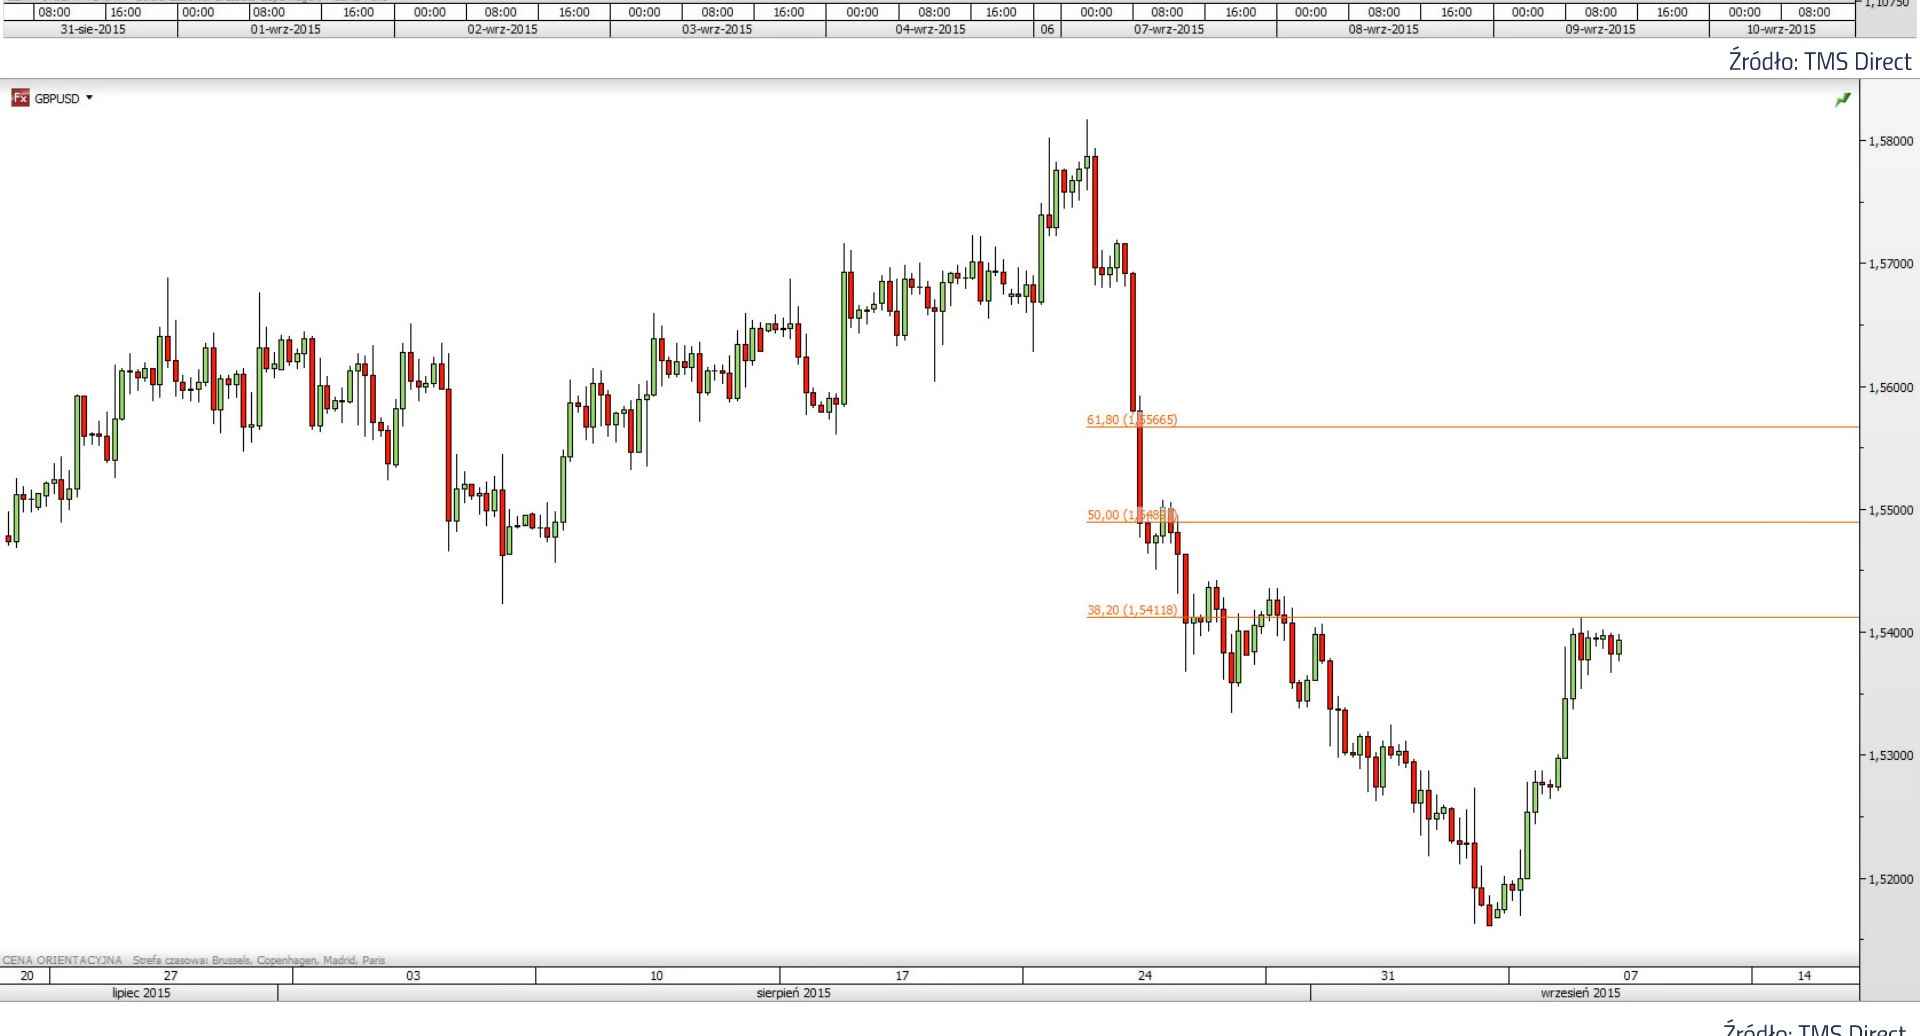 08:00 16:00 00:00 08:00 16:00 00:00 08:00 16:00 00:00 08:00 16:00 00:00 08:00 16:00 00:00 08:00 16:00 00:00 08:00 16:00 00:00 08:00 16:00 00:00 08:00
31-sie-2015 01-wrz-2015 02-wrz-2015 03-wrz-2015 04-wrz-2015 06 07-wrz-2015 08-wrz-2015 09-wrz-2015 10-wrz-2015
Źródło: TMS Direct
Fx GBPUSD
1,58000
1,57000
1,56000
61,80 (1,55665)
1,55000
50,00
38,20 (1,54118)
1,54000
1,53000
1,52000
CENA ORIENTACYJNA Strefa czasowa: Brussels, Copenhagen, Madrid, Paris
20 27 03 10 17 24 31 07 14
lipiec 2015 sierpień 2015 wrzesień 2015
Źródło: TMS Direct